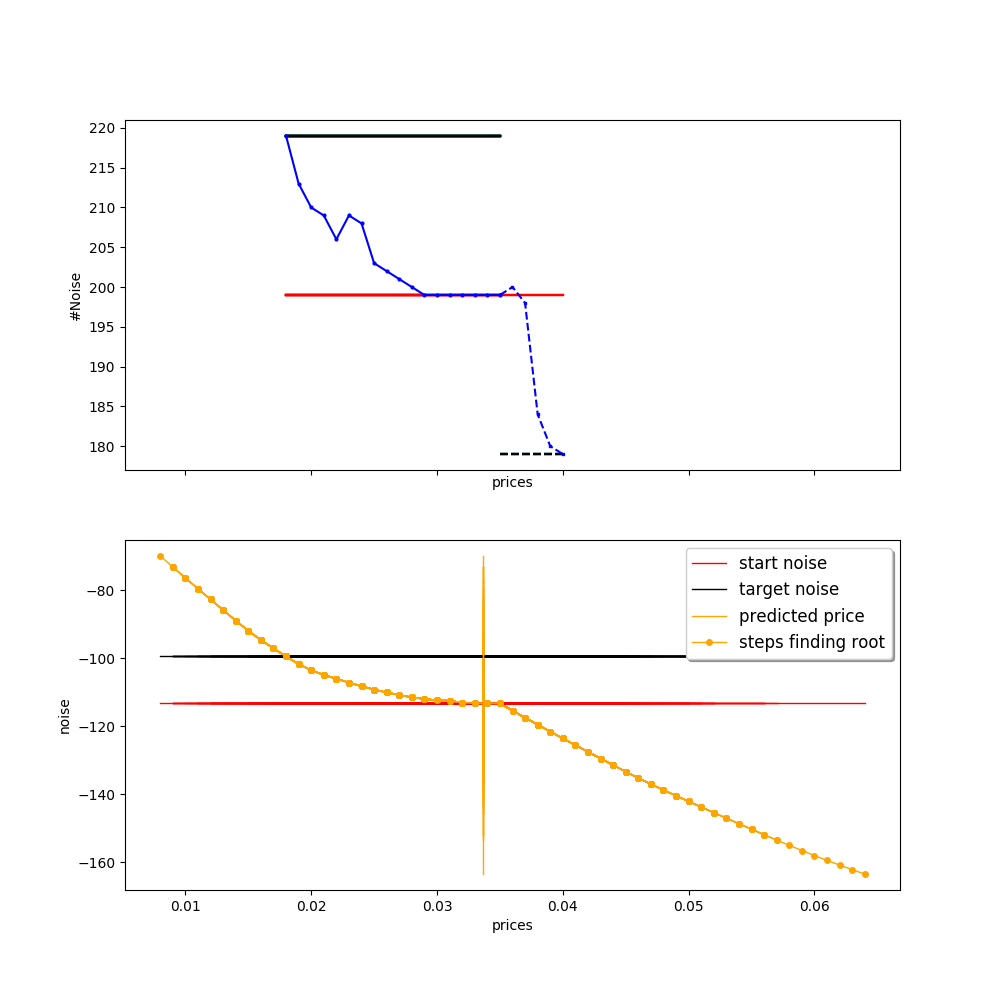 220
215
210
205
200
195
190
185
180
#Noise
prices
start noise
target noise
predicted price
steps finding root
−80
−100
−120
−140
−160
noise
0.01 0.02 0.03 0.04 0.05 0.06
prices